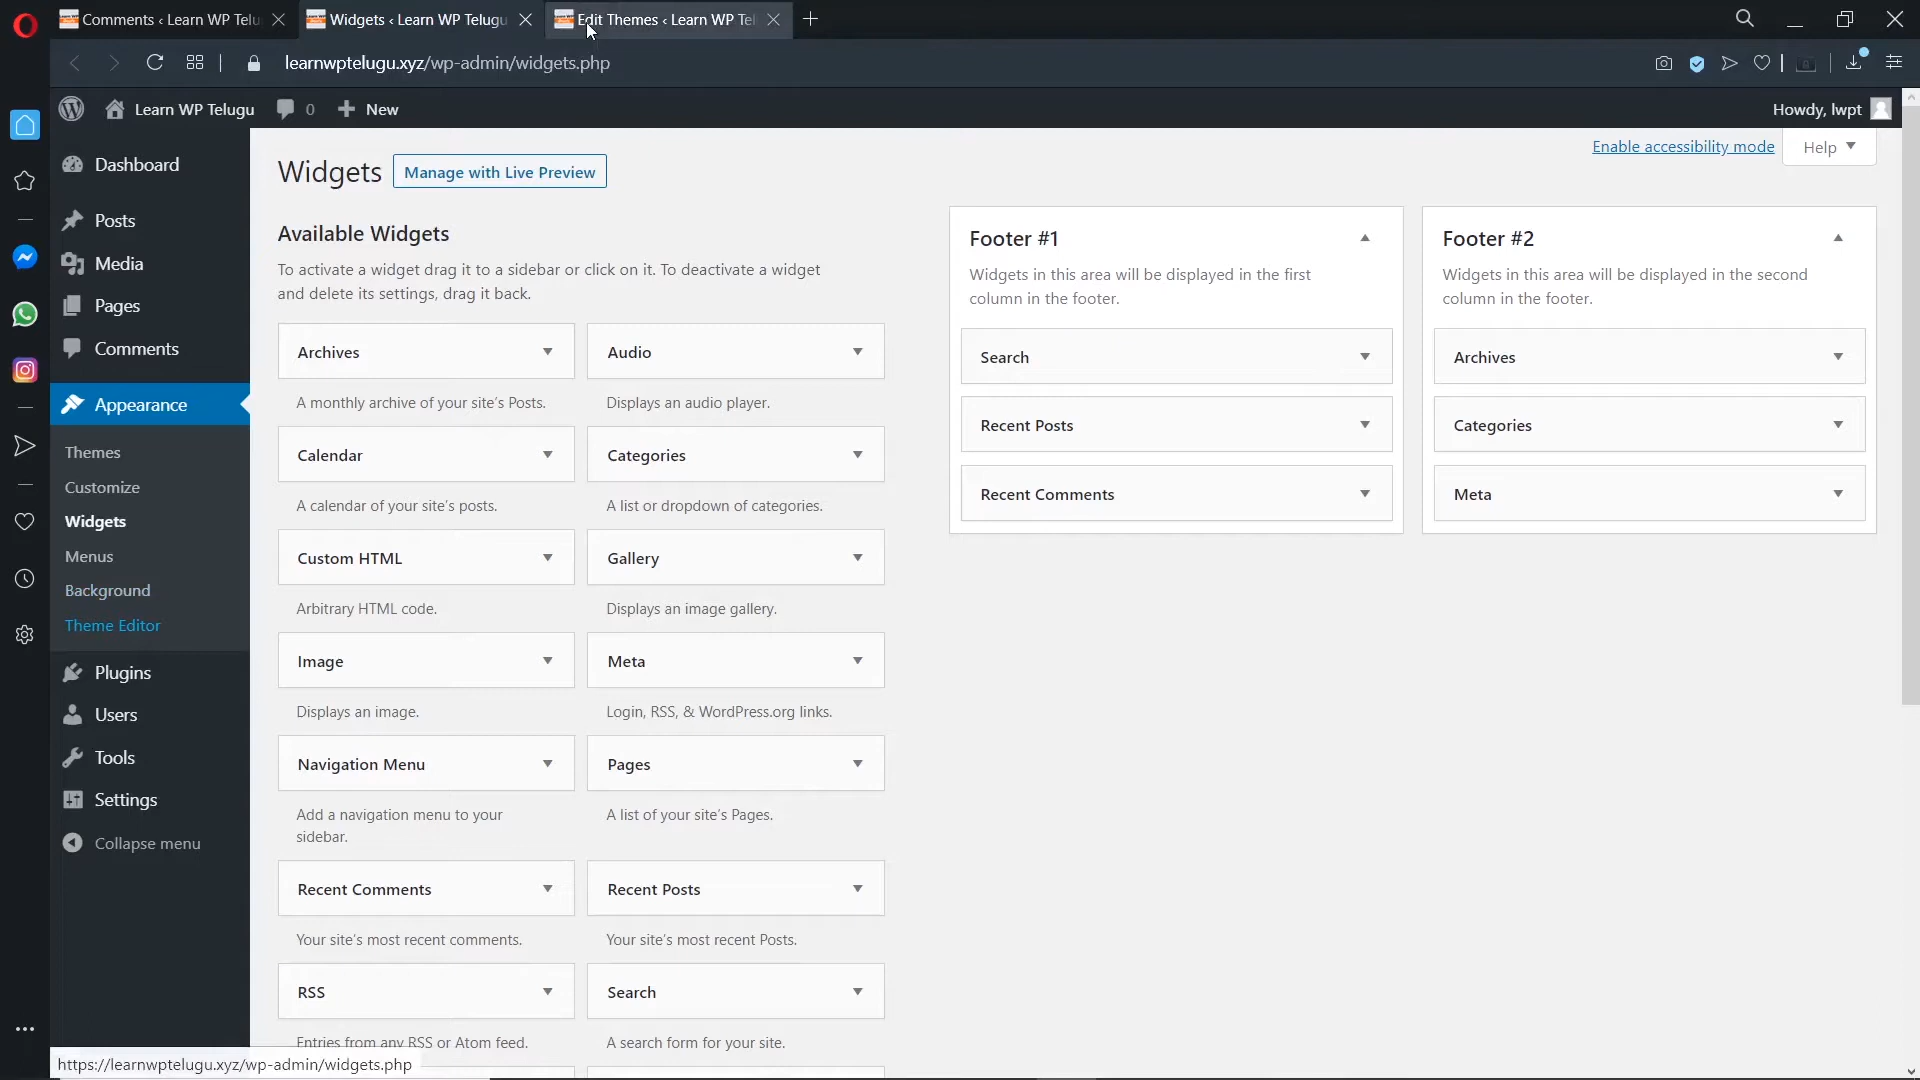 Comments ‹ Learn WP Telu
Widgets ‹ Learn WP Telugu
Edit Themes ‹ Learn WP Tel
learnwptelugu.xyz/wp-admin/widgets.php
Learn WP Telugu
0
New
Howdy, lwpt
Dashboard
Posts
Media
Pages
Comments
Appearance
Themes
Customize
Widgets
Menus
Background
Theme Editor
Plugins
Users
Tools
Settings
Collapse menu
Enable accessibility mode
Help
Widgets
Manage with Live Preview
Available Widgets
To activate a widget drag it to a sidebar or click on it. To deactivate a widget
and delete its settings, drag it back.
Archives
A monthly archive of your site's Posts.
Audio
Displays an audio player.
Calendar
A calendar of your site's posts.
Categories
A list or dropdown of categories.
Custom HTML
Arbitrary HTML code.
Gallery
Displays an image gallery.
Image
Displays an image.
Meta
Login, RSS, & WordPress.org links.
Navigation Menu
Add a navigation menu to your
sidebar.
Pages
A list of your site's Pages.
Recent Comments
Your site's most recent comments.
Recent Posts
Your site's most recent Posts.
RSS
Entries from any RSS or Atom feed.
Search
A search form for your site.
Footer #1
Widgets in this area will be displayed in the first
column in the footer.
Search
Recent Posts
Recent Comments
Footer #2
Widgets in this area will be displayed in the second
column in the footer.
Archives
Categories
Meta
https://learnwptelugu.xyz/wp-admin/widgets.php